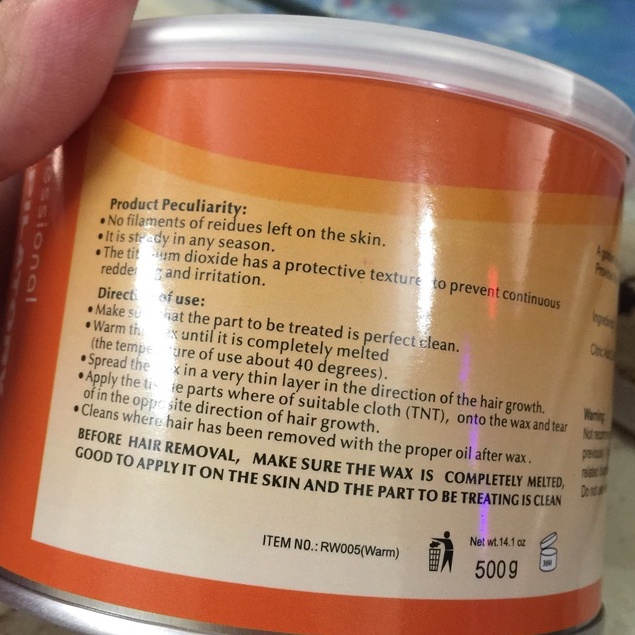 Product Peculiarity:
•No filaments of reidues left on the skin.
•It is steady in any season.
•The titanium dioxide has a protective texture to prevent continuous
reddening and irritation.
Direction of use:
•Make sure that the part to be treated is perfect clean.
•Warm the wax until it is completely melted
(the temperature of use about 40 degrees).
•Spread the wax in a very thin layer in the direction of the hair growth.
•Apply the tissue parts where of suitable cloth (TNT), onto the wax and tear
of in the opposite direction of hair growth.
•Cleans where hair has been removed with the proper oil after wax.
BEFORE HAIR REMOVAL, MAKE SURE THE WAX IS COMPLETELY MELTED,
GOOD TO APPLY IT ON THE SKIN AND THE PART TO BE TREATING IS CLEAN
ITEM NO.: RW005(Warm)
Net wt.14.1 oz
500g
Warning
Not
Do not